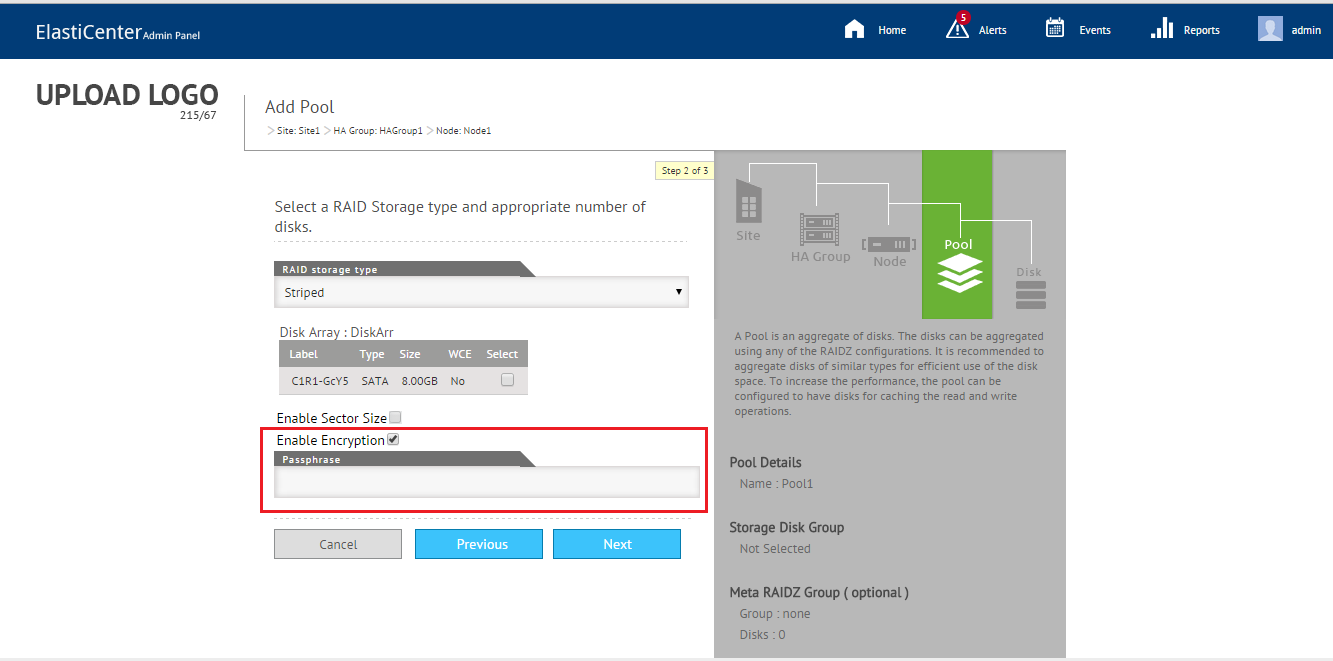 ElastiCenter Admin Panel
Home
5
Alerts
Events
Reports
admin
UPLOAD LOGO
215/67
Add Pool
Site: Site1 > HA Group: HAGroup1 > Node: Node1
Step 2 of 3
Select a RAID Storage type and appropriate number of
disks.
RAID storage type
Striped
Disk Array : DiskArr
Label Type Size WCE Select
C1R1-GcY5 SATA 8.00GB No
Enable Sector Size
Enable Encryption
Passphrase
Cancel
Previous
Next
Site
HA Group
Node
Pool
Disk
A Pool is an aggregate of disks. The disks can be aggregated
using any of the RAIDZ configurations. It is recommended to
aggregate disks of similar types for efficient use of the disk
space. To increase the performance, the pool can be
configured to have disks for caching the read and write
operations.
Pool Details
Name : Pool1
Storage Disk Group
Not Selected
Meta RAIDZ Group ( optional )
Group : none
Disks : 0